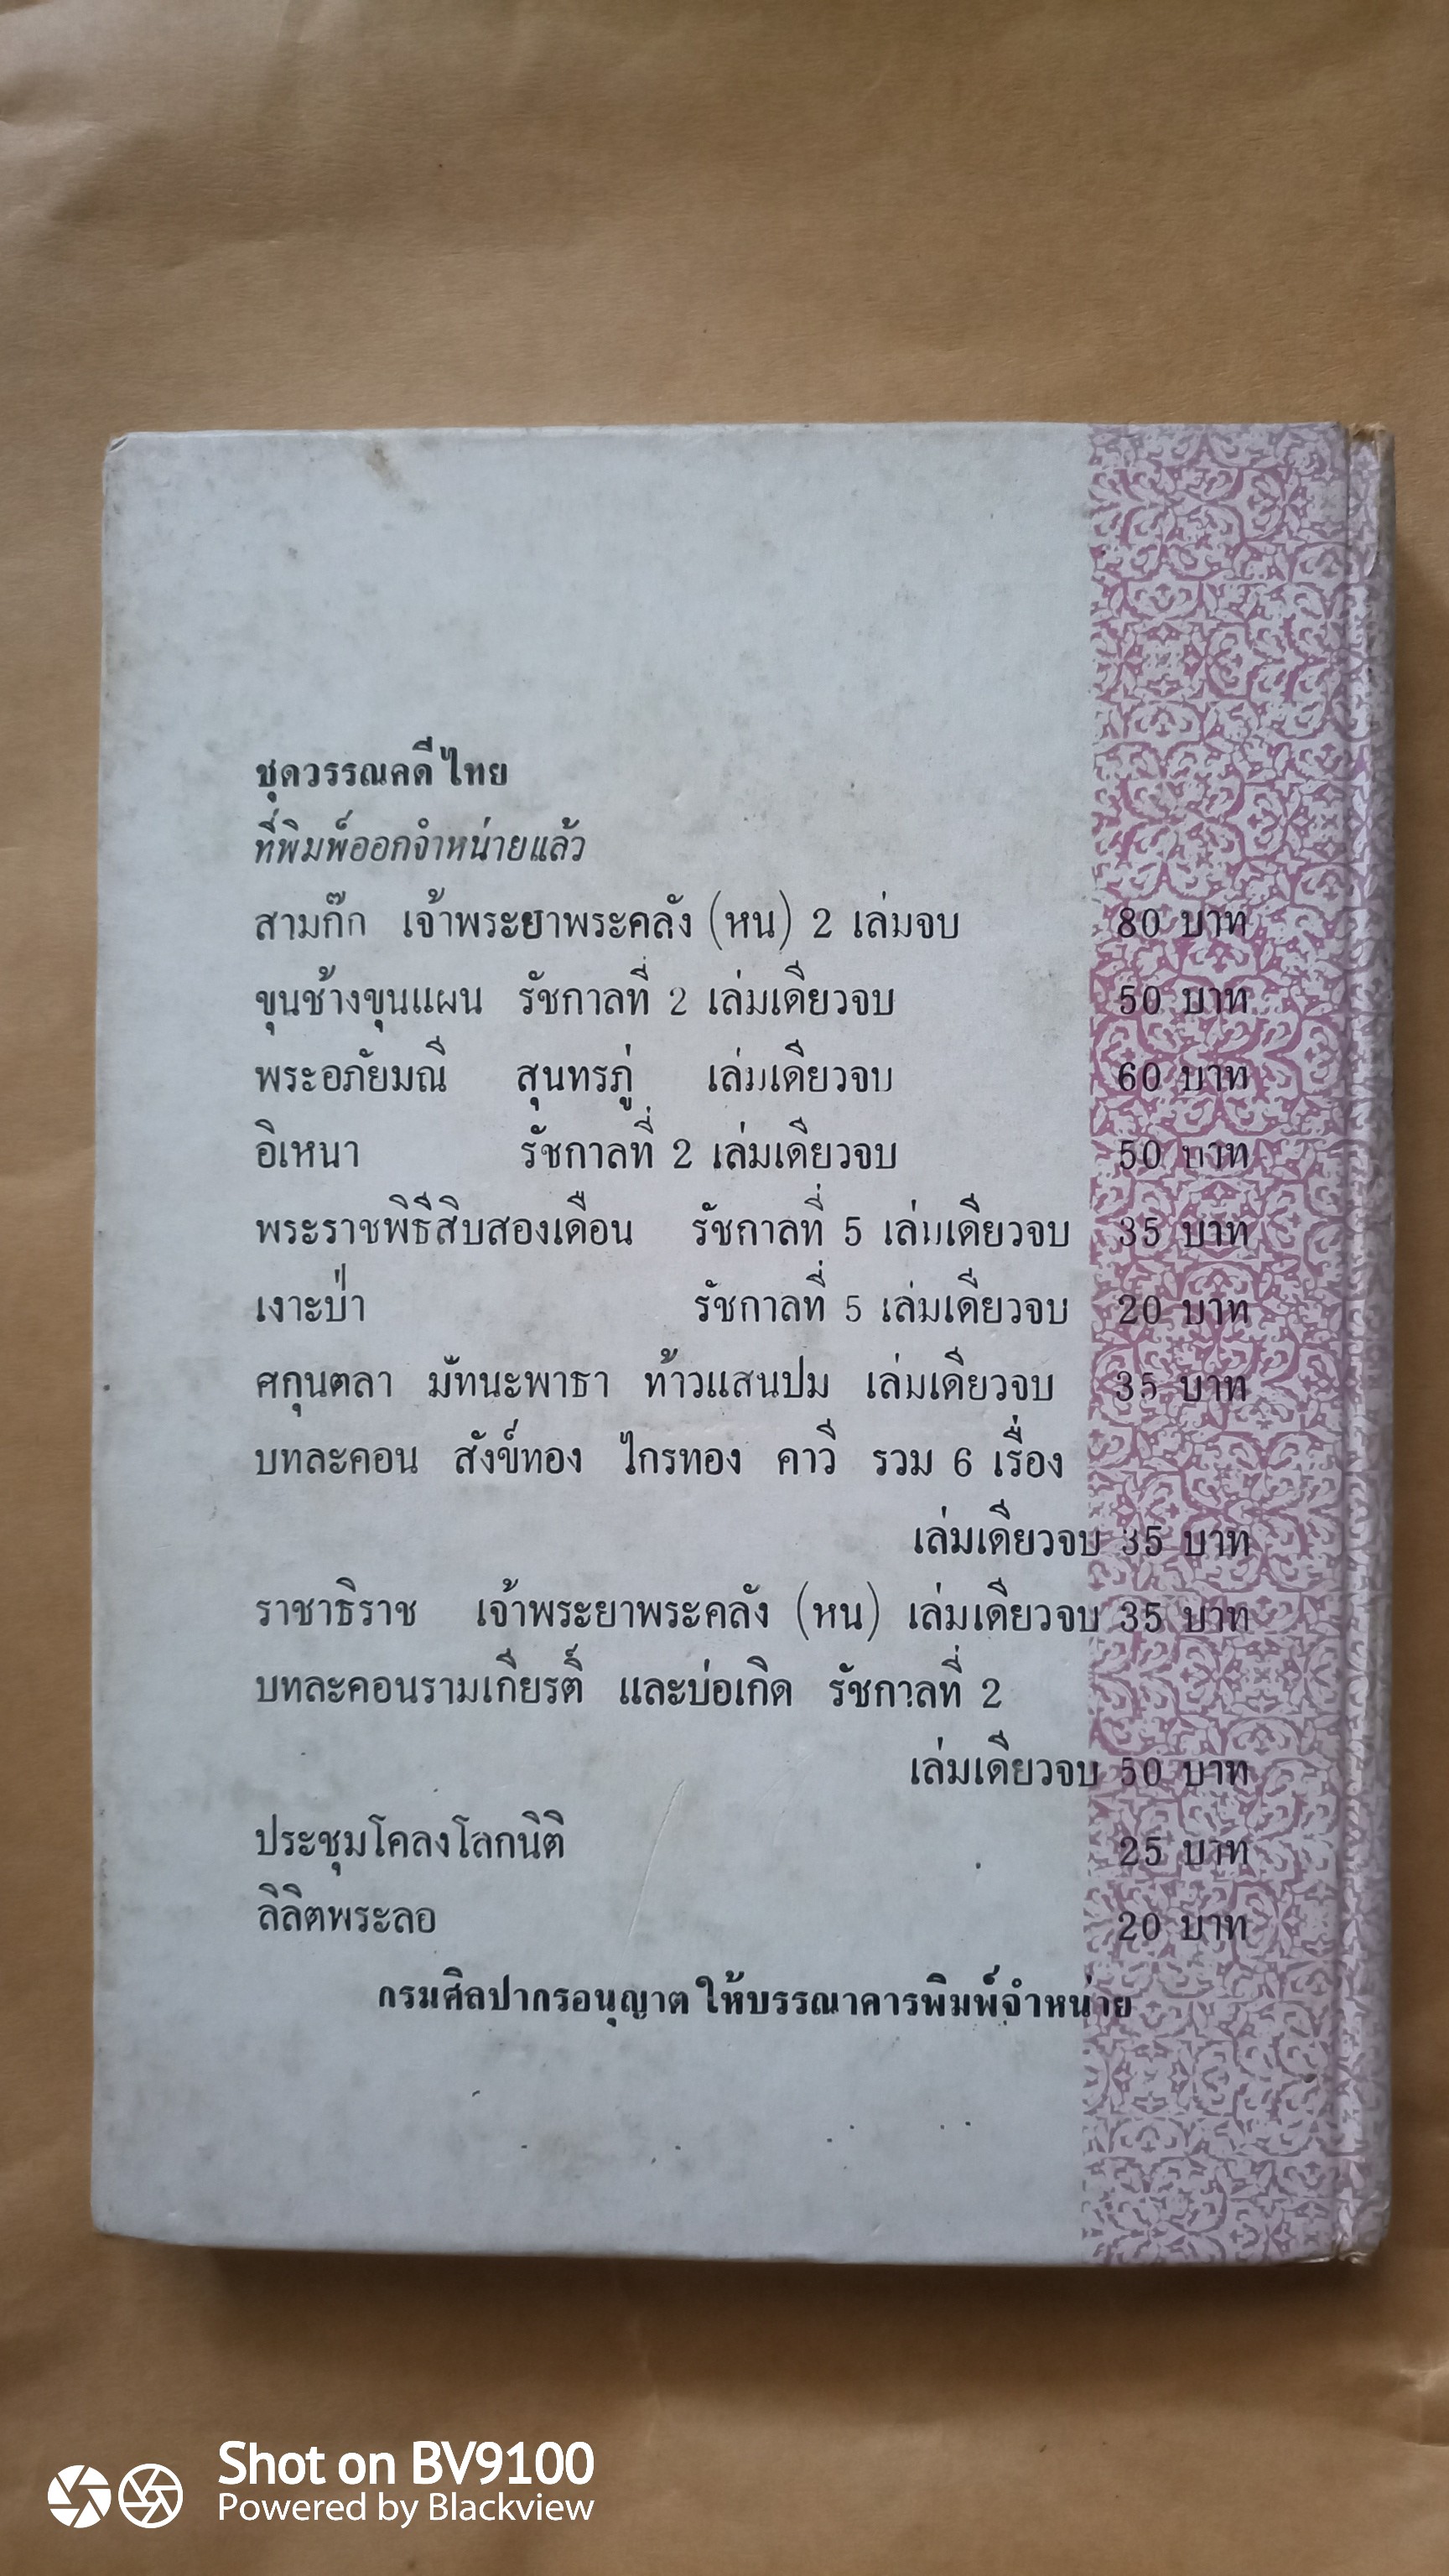 ชุดวรรณคดีไทย
ที่พิมพ์ออกจำหน่ายแล้ว
สามก๊ก เจ้าพระยาพระคลัง (หน) 2 เล่มจบ 80 บาท
ขุนช้างขุนแผน รัชกาลที่ 2 เล่มเดียวจบ 50 บาท
พระอภัยมณี สุนทรภู่ เล่มเดียวจบ 60 บาท
อิเหนา รัชกาลที่ 2 เล่มเดียวจบ 50 บาท
พระราชพิธีสิบสองเดือน รัชกาลที่ 5 เล่มเดียวจบ 35 บาท
เงาะป่า รัชกาลที่ 5 เล่มเดียวจบ 20 บาท
ศกุนตลา มัทนะพาธา ท้าวแสนปม เล่มเดียวจบ 35 บาท
บทละคอน สังข์ทอง ไกรทอง คาวี รวม 6 เรื่อง
เล่มเดียวจบ 35 บาท
ราชาธิราช เจ้าพระยาพระคลัง (หน) เล่มเดียวจบ 35 บาท
บทละคอนรามเกียรติ์ และบ่อเกิด รัชกาลที่ 2
เล่มเดียวจบ 50 บาท
ประชุมโคลงโลกนิติ 25 บาท
ลิลิตพระลอ 20 บาท
กรมศิลปากรอนุญาตให้บรรณาคารพิมพ์จำหน่าย
Shot on BV9100
Powered by Blackview